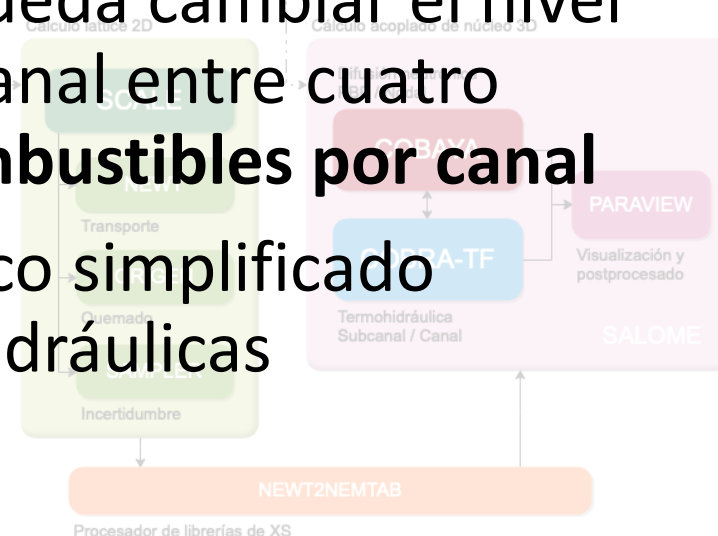 ueda cambiar el nivel
Cálculo lattice 2D
Cálculo acoplado de núcleo 3D
anal entre cuatro
SCALE
COBAYA
nbustibles por canal
NEWT
PARAVIEW
Transporte
co simplificado
COBRA-TF
Visualización y
postprocesado
Quemado
Termohidráulica
Subcanal / Canal
SALOME
dráulicas
SAMPLER
Incertidumbre
NEWT2NEMTAB
Procesador de librerías de XS